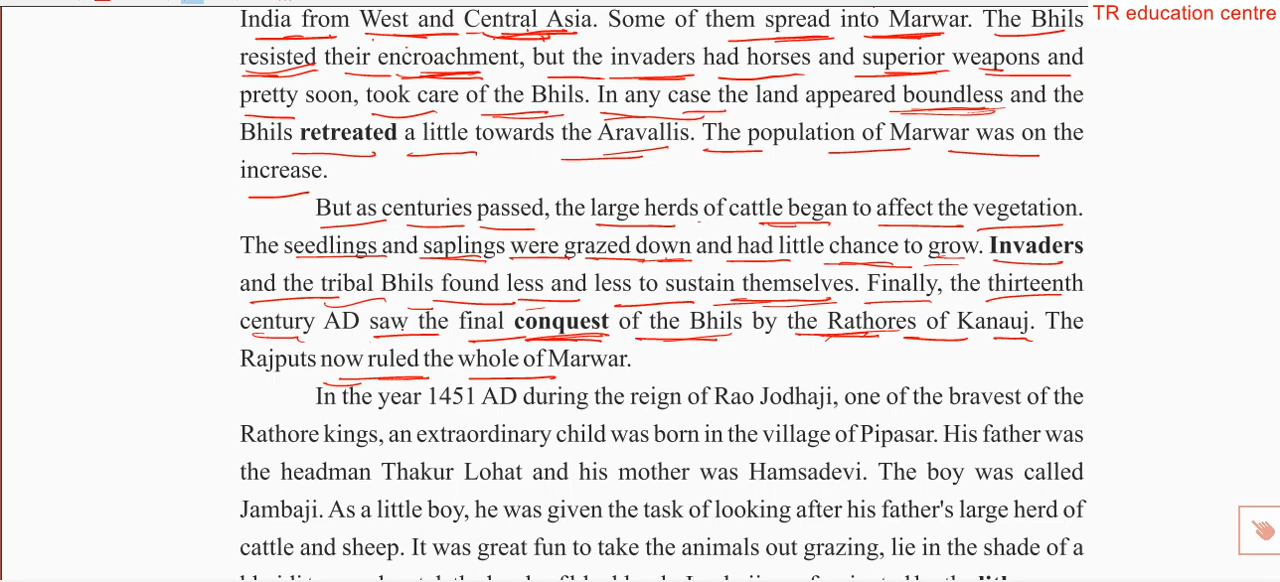 India from West and Central Asia. Some of them spread into Marwar. The Bhils
TR education centre
resisted their encroachment, but the invaders had horses and superior weapons and
pretty soon, took care of the Bhils. In any case the land appeared boundless and the
Bhils retreated a little towards the Aravallis. The population of Marwar was on the
increase.
But as centuries passed, the large herds of cattle began to affect the vegetation.
The seedlings and saplings were grazed down and had little chance to grow. Invaders
and the tribal Bhils found less and less to sustain themselves. Finally, the thirteenth
century AD saw the final conquest of the Bhils by the Rathores of Kanauj. The
Rajputs now ruled the whole of Marwar.
In the year 1451 AD during the reign of Rao Jodhaji, one of the bravest of the
Rathore kings, an extraordinary child was born in the village of Pipasar. His father was
the headman Thakur Lohat and his mother was Hamsadevi. The boy was called
Jambaji. As a little boy, he was given the task of looking after his father's large herd of
cattle and sheep. It was great fun to take the animals out grazing, lie in the shade of a